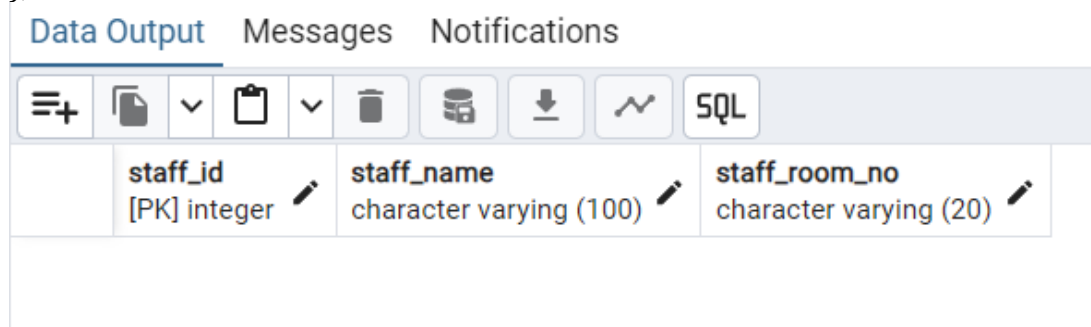 Data Output Messages Notifications
SQL
staff_id staff_name staff_room_no
[PK] integer character varying (100) character varying (20)